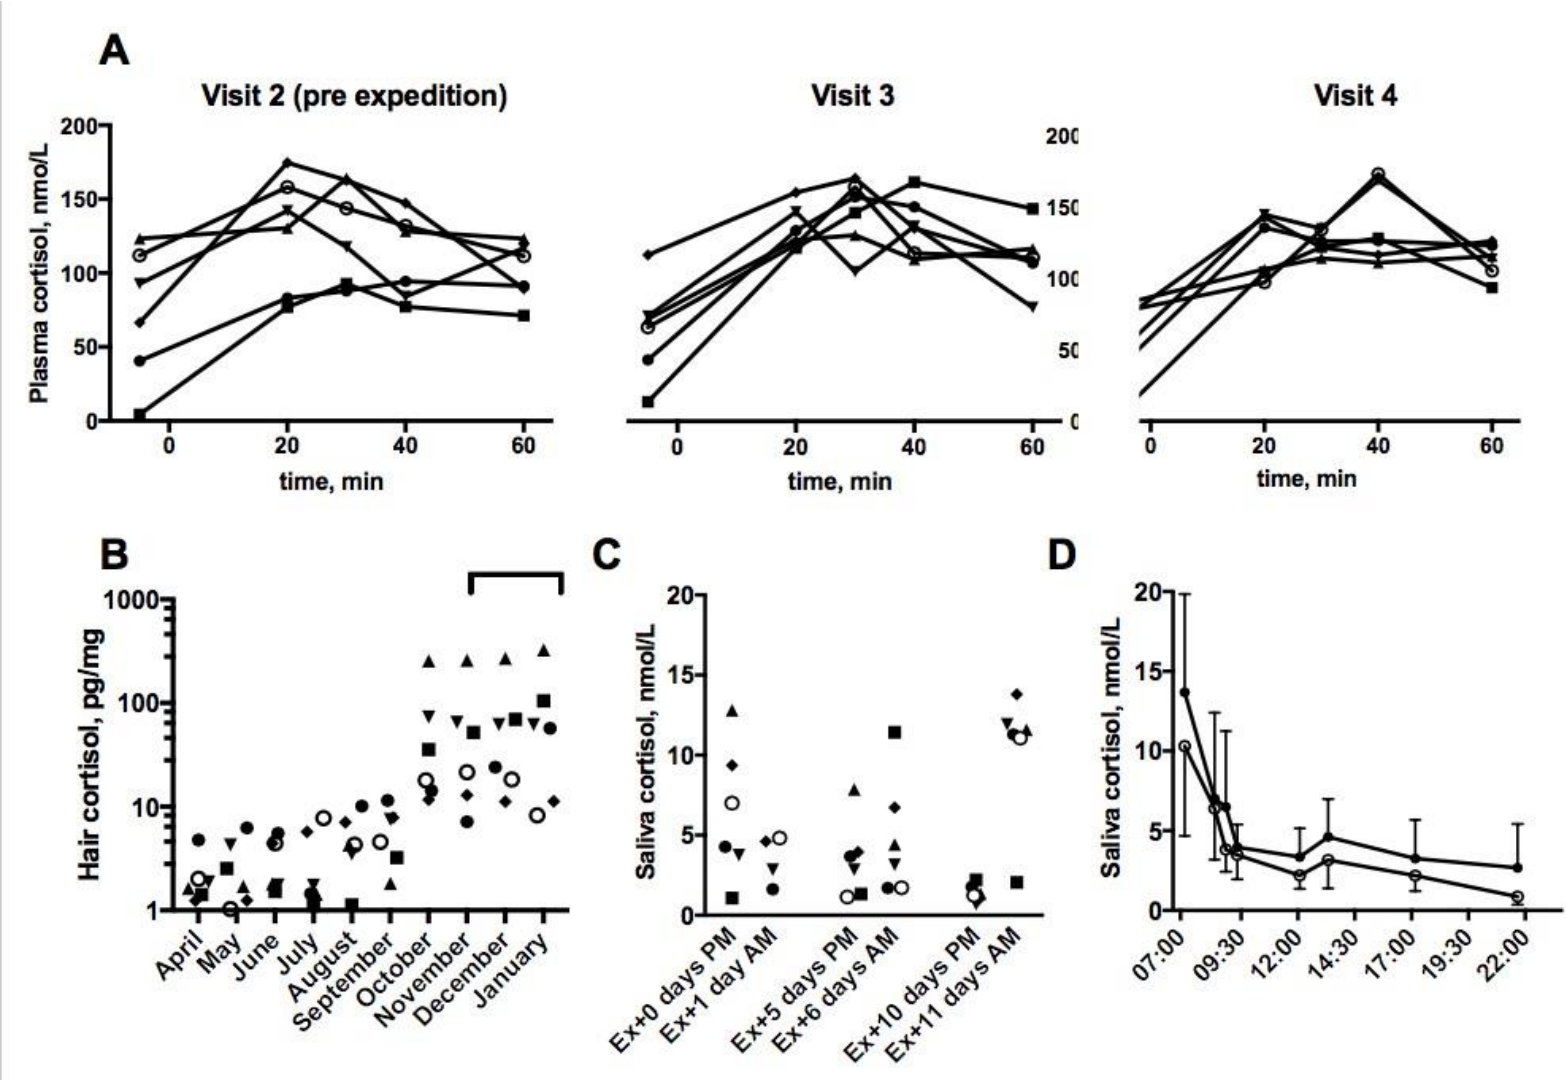 A
Visit 2 (pre expedition)
Visit 3
Visit 4
Plasma cortisol, nmo/L
200
150
100
50
0
0 20 40 60
time, min
0 20 40 60
time, min
200
150
100
50
0
0 20 40 60
time, min
B
Hair cortisol, pg/mg
1000
100
10
1
April
May
June
July
August
September
October
November
December
January
C
Saliva cortisol, nmol/L
20
15
10
5
0
Ex+0 days PM
Ex+1 day AM
Ex+5 days PM
Ex+6 days AM
Ex+10 days PM
Ex+11 days AM
D
Saliva cortisol, nmol/L
20
15
10
5
0
07:00
09:30
12:00
14:30
17:00
19:30
22:00